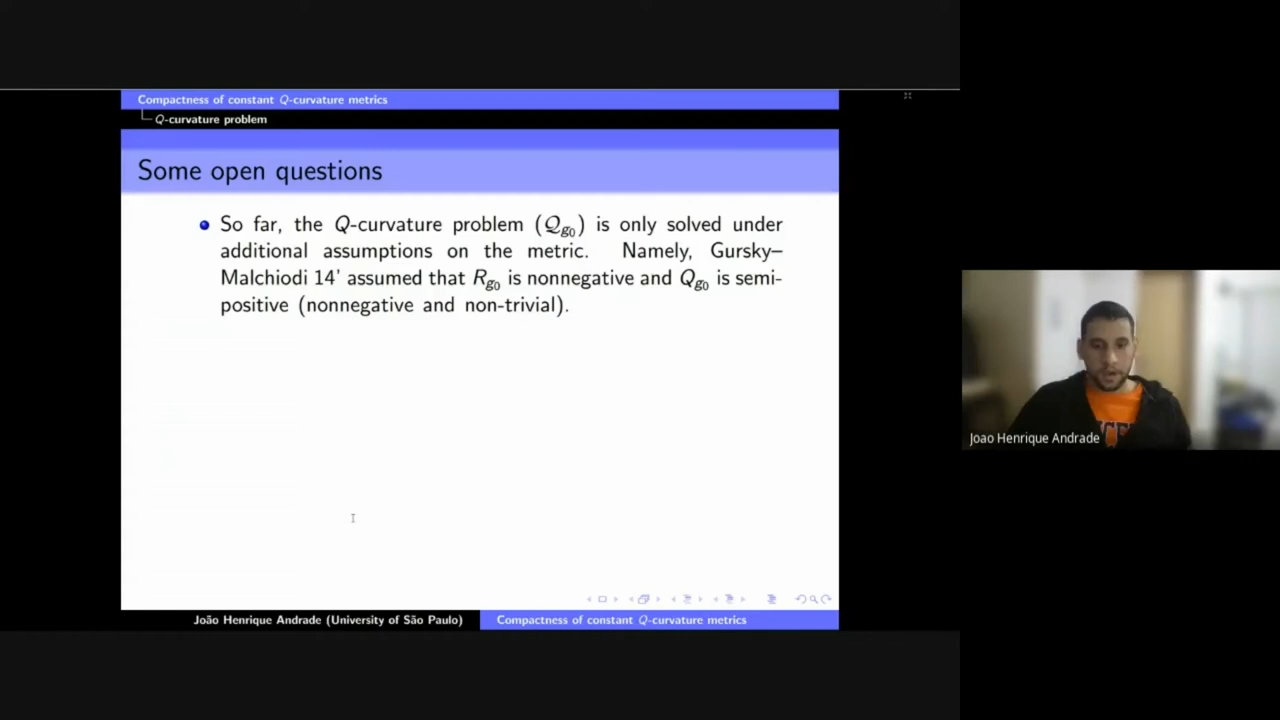 Compactness of constant Q-curvature metrics
Q-curvature problem
Some open questions
So far, the Q-curvature problem (𝒬g₀) is only solved under
additional assumptions on the metric. Namely, Gursky–
Malchiodi 14' assumed that Rg₀ is nonnegative and Qg₀ is semi-
positive (nonnegative and non-trivial).
João Henrique Andrade (University of São Paulo)
Compactness of constant Q-curvature metrics
Joao Henrique Andrade